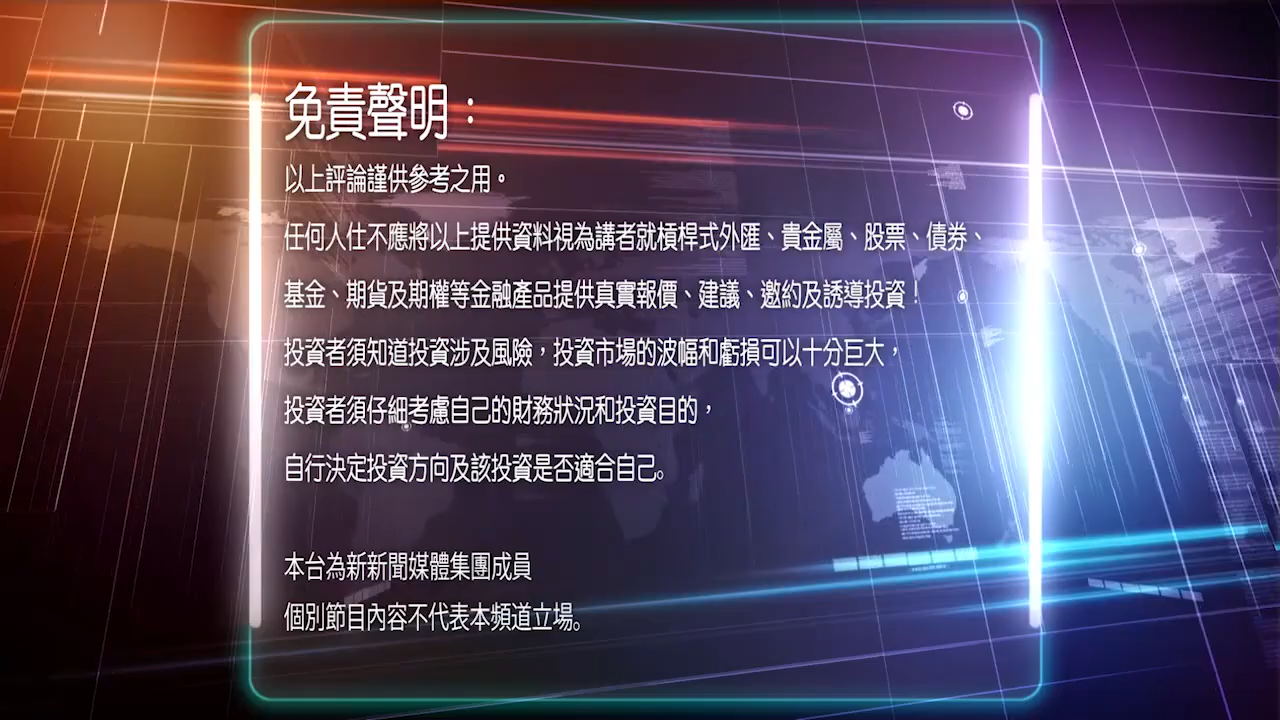 免責聲明：
以上評論謹供參考之用。
任何人仕不應將以上提供資料視為講者就槓桿式外匯、貴金屬、股票、債券、
基金、期貨及期權等金融產品提供真實報價、建議、邀約及誘導投資！
投資者須知道投資涉及風險，投資市場的波幅和虧損可以十分巨大，
投資者須仔細考慮自己的財務狀況和投資目的，
自行決定投資方向及該投資是否適合自己。
本台為新新聞媒體集團成員
個別節目內容不代表本頻道立場。